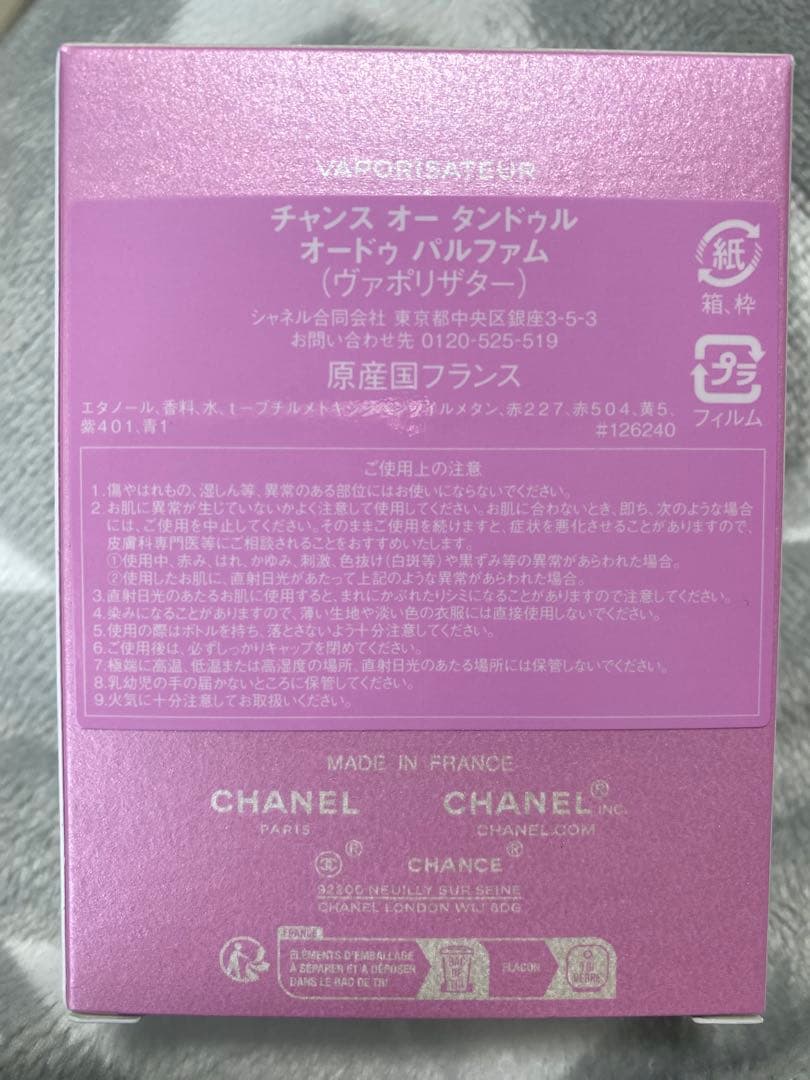 VAPORISATEUR
チャンス オー タンドゥル
オードゥ パルファム
(ヴァポリザター)
シャネル合同会社 東京都中央区銀座3-5-3
お問い合わせ先 0120-525-519
原産国フランス
紙
箱、枠
プラ
フィルム
エタノール、香料、水、t-ブチルメトキシジベンゾイルメタン、赤227、赤504、黄5、
紫401、青1
#126240
ご使用上の注意
1.傷やはれもの、湿しん等、異常のある部位にはお使いにならないでください。
2.お肌に異常が生じていないかよく注意して使用してください。お肌に合わないとき、即ち、次のような場合
には、ご使用を中止してください。そのままご使用を続けますと、症状を悪化させることがありますので、
皮膚科専門医等にご相談されることをおすすめいたします。
①使用中、赤み、はれ、かゆみ、刺激、色抜け(白斑等)や黒ずみ等の異常があらわれた場合。
②使用したお肌に、直射日光があたって上記のような異常があらわれた場合。
3.直射日光のあたるお肌に使用すると、まれにかぶれたりシミになることがありますので注意してください。
4.染みになることがありますので、薄い生地や淡い色の衣服には直接使用しないでください。
5.使用の際はボトルを持ち、落とさないよう十分注意してください。
6.ご使用後は、必ずしっかりキャップを閉めてください。
7.極端に高温、低温または高湿度の場所、直射日光のあたる場所には保管しないでください。
8.乳幼児の手の届かないところに保管してください。
9.火気に十分注意してお取扱いください。
MADE IN FRANCE
CHANEL
PARIS
CHANEL® INC.
CHANEL.COM
® CHANCE®
92200 NEUILLY SUR SEINE
CHANEL LONDON W1J 6DG
FRANCE
ÉLÉMENTS D'EMBALLAGE
À SÉPARER ET À DÉPOSER
DANS LE BAC DE TRI
BAC DE TRI
FLACON
TRI VERRE